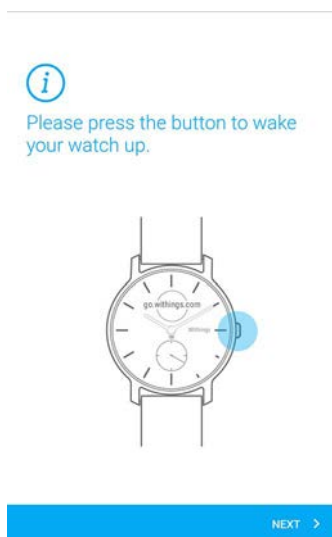 i
Please press the button to wake
your watch up.
go.withings.com
Withings
NEXT >